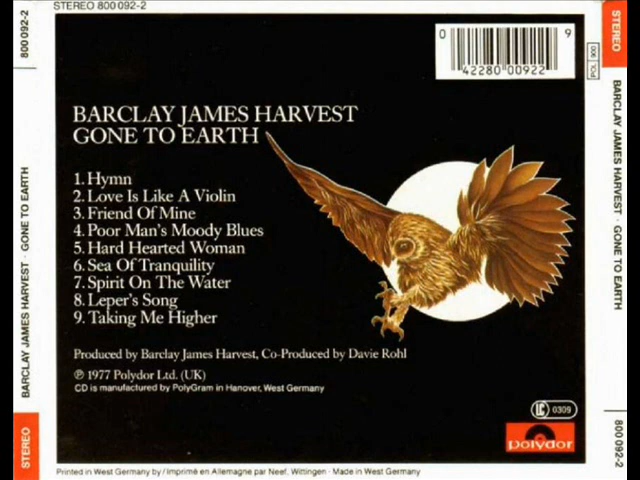 STEREO 800 092-2
800 092-2
BARCLAY JAMES HARVEST · GONE TO EARTH
STEREO
0 42280 00922 9
POL 900
BARCLAY JAMES HARVEST
GONE TO EARTH
1. Hymn
2. Love Is Like A Violin
3. Friend Of Mine
4. Poor Man's Moody Blues
5. Hard Hearted Woman
6. Sea Of Tranquility
7. Spirit On The Water
8. Leper's Song
9. Taking Me Higher
Produced by Barclay James Harvest, Co-Produced by Davie Rohl
℗ 1977 Polydor Ltd. (UK)
CD is manufactured by PolyGram in Hanover, West Germany
LC 0309
polydor
Printed in West Germany by / Imprimé en Allemagne par Neef, Wittingen · Made in West Germany
STEREO
BARCLAY JAMES HARVEST · GONE TO EARTH
800 092-2